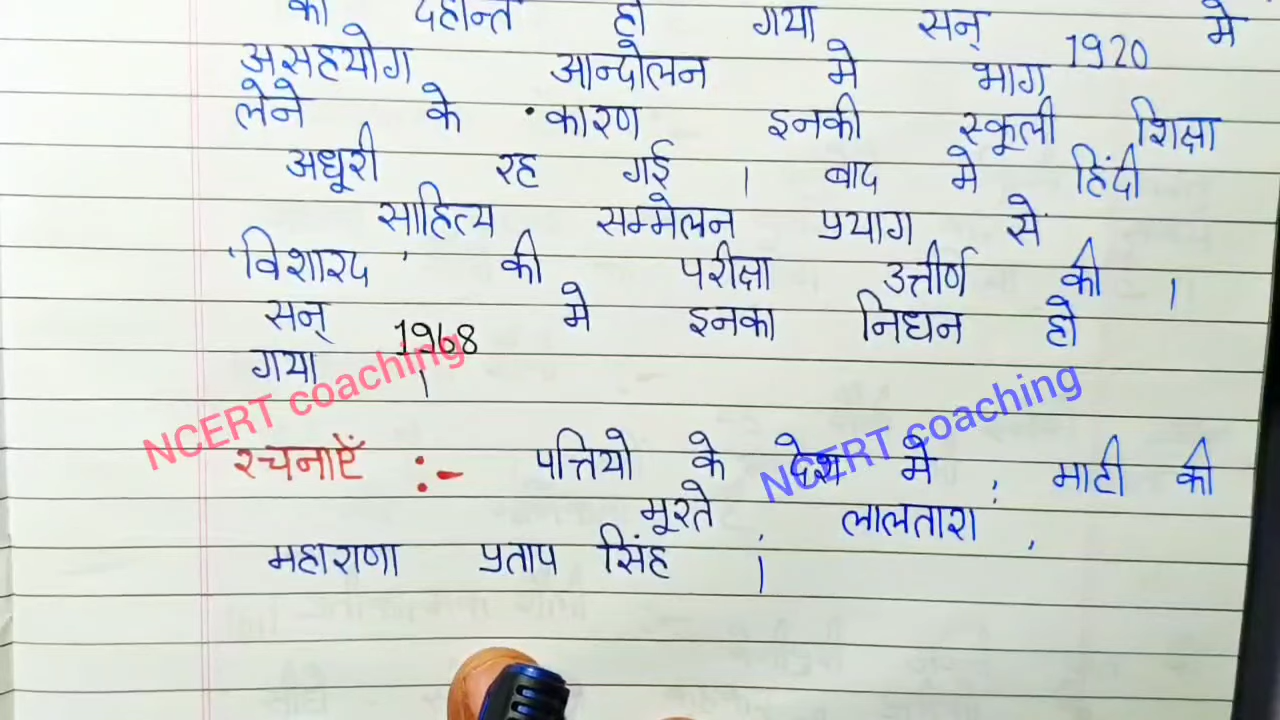 का देहान्त हो गया सन् 1920 मे
असहयोग आन्दोलन मे भाग
लेने के कारण इनकी स्कूली शिक्षा
अधूरी रह गई । बाद मे हिंदी
साहित्य सम्मेलन प्रयाग से
'विशारद' की परीक्षा उत्तीर्ण की ।
सन् 1968 मे इनका निधन हो
गया ।
NCERT coaching
NCERT coaching
रचनाएँ :- पत्तियो के देश मे , माटी की
मूरते , लालतारा ,
महाराणा प्रताप सिंह ।